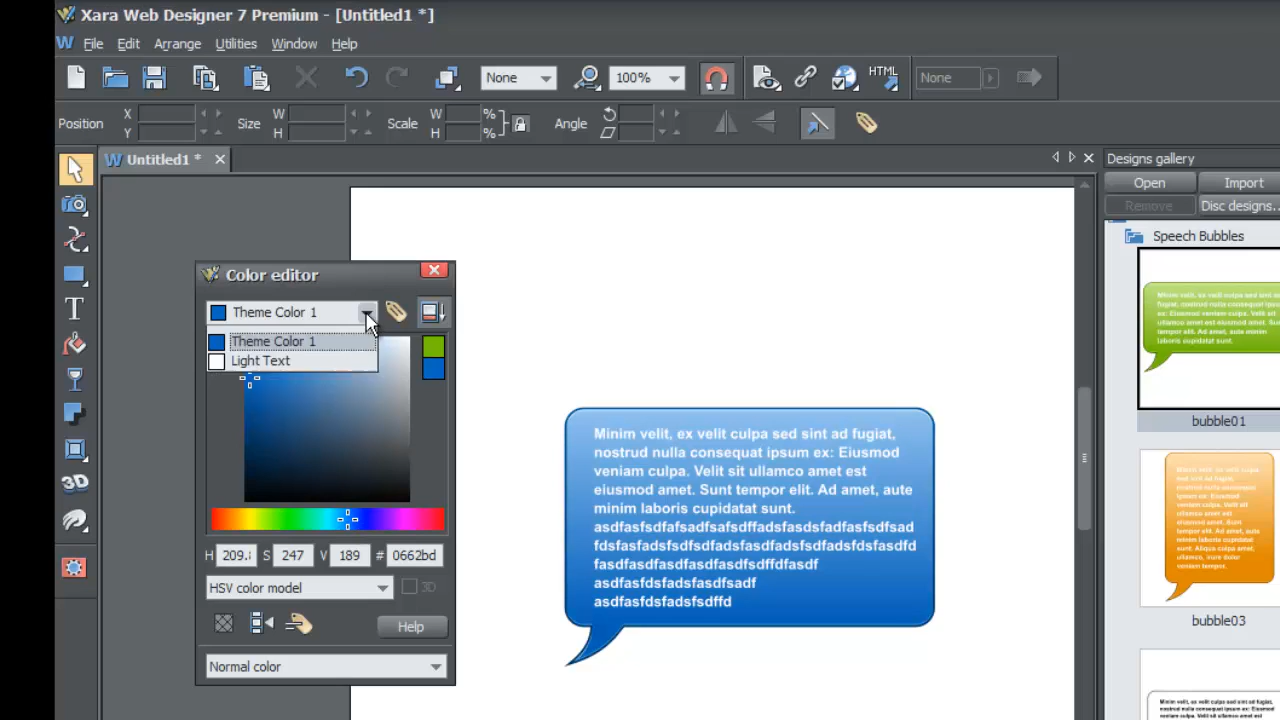 Xara Web Designer 7 Premium - [Untitled1 *]
File Edit Arrange Utilities Window Help
None 100% HTML None
Position X Y Size W H Scale W H % % Angle
Untitled1 *
Designs gallery
Open Import
Remove Disc designs..
Speech Bubbles
Color editor
Theme Color 1
Theme Color 1
Light Text
H 209.8 S 247 V 189 # 0662bd
HSV color model 3D
Help
Normal color
T
3D
Minim velit, ex velit culpa sed sint ad fugiat,
nostrud nulla consequat ipsum ex: Eiusmod
veniam culpa. Velit sit ullamco amet est
eiusmod amet. Sunt tempor elit. Ad amet, aute
minim laboris cupidatat sunt.
asdfasfsdfafsadfsafsdffadsfasdsfadfasfsdfsad
fdsfasfadsfsdfsdfadsfasdfadsfsdfadsfdsfasdfd
fasdfasdfasdfasdfasdfsdffdfasdf
asdfasfdsfadsfasdfsadf
asdfasfdsfadsfsdffd
bubble01
bubble03